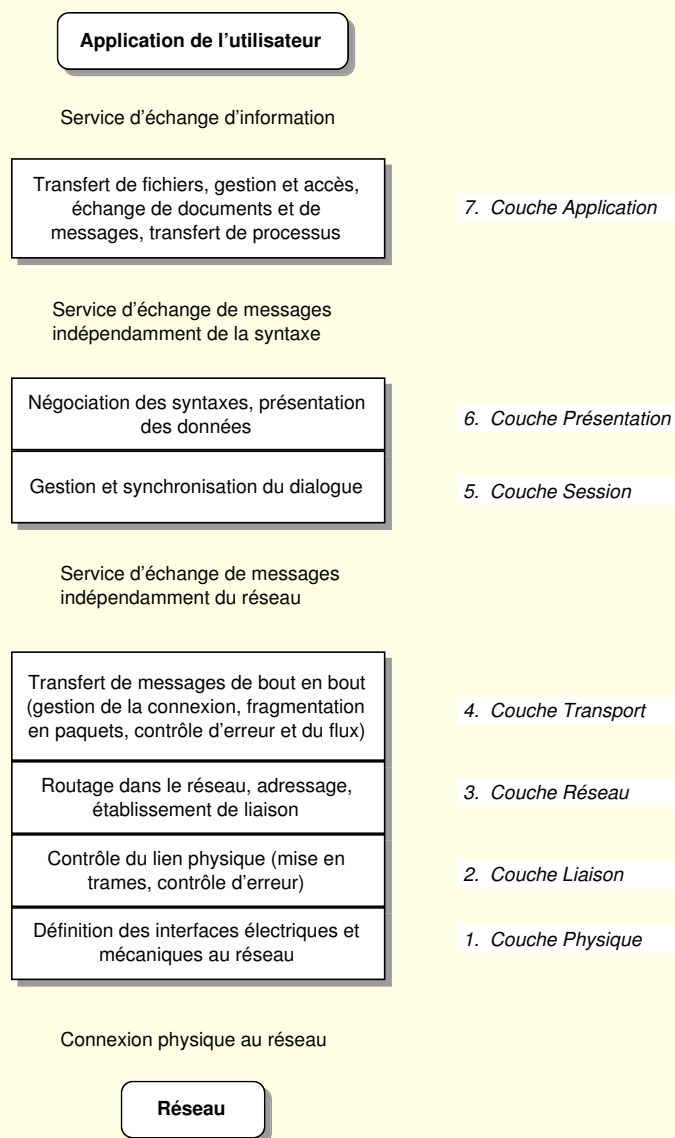 Application de l’utilisateur
Service d’échange d’information
Transfert de fichiers, gestion et accès,
échange de documents et de
messages, transfert de processus
7. Couche Application
Service d’échange de messages
indépendamment de la syntaxe
Négociation des syntaxes, présentation
des données
6. Couche Présentation
Gestion et synchronisation du dialogue
5. Couche Session
Service d’échange de messages
indépendamment du réseau
Transfert de messages de bout en bout
(gestion de la connexion, fragmentation
en paquets, contrôle d’erreur et du flux)
4. Couche Transport
Routage dans le réseau, adressage,
établissement de liaison
3. Couche Réseau
Contrôle du lien physique (mise en
trames, contrôle d’erreur)
2. Couche Liaison
Définition des interfaces électriques et
mécaniques au réseau
1. Couche Physique
Connexion physique au réseau
Réseau